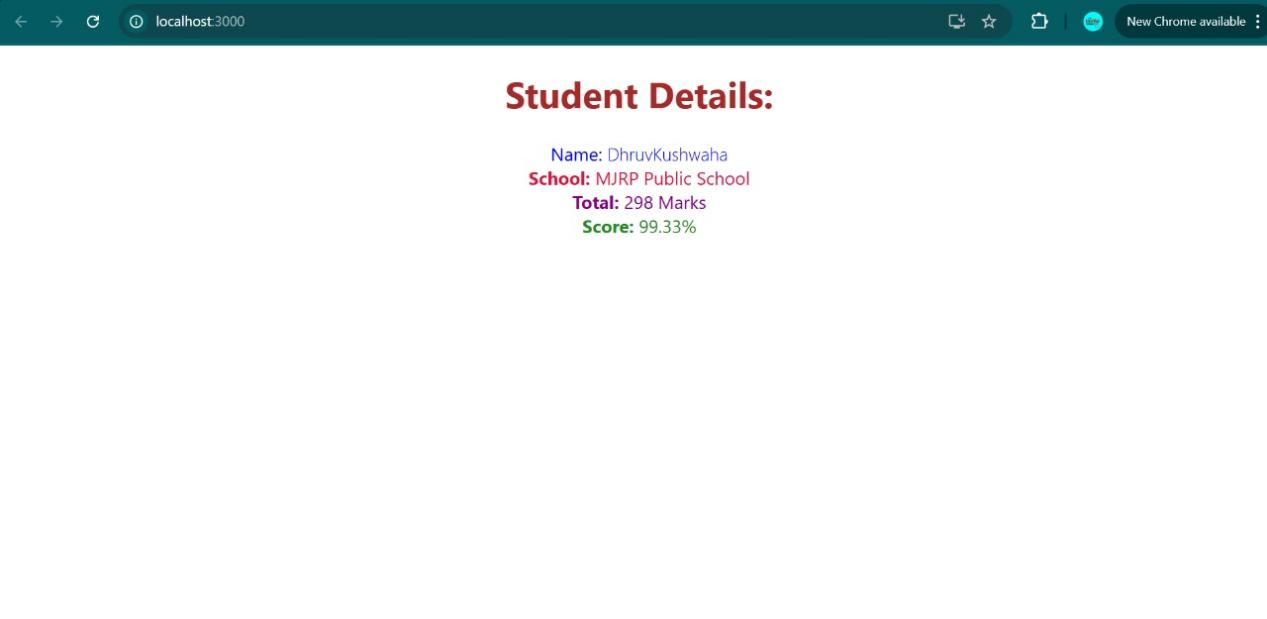 localhost:3000
New Chrome available
Student Details:
Name: DhruvKushwaha
School: MJRP Public School
Total: 298 Marks
Score: 99.33%